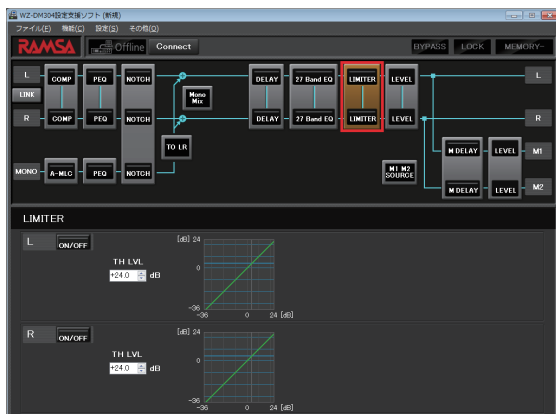 WZ-DM304設定支援ソフト (新規)
ファイル(F) 機能(C) 設定(S) その他(O)
RAMSA Offline Connect BYPASS LOCK MEMORY-
L COMP PEQ NOTCH DELAY 27 Band EQ LIMITER LEVEL L
LINK Mono Mix
R COMP PEQ NOTCH DELAY 27 Band EQ LIMITER LEVEL R
TO LR M DELAY LEVEL M1
MONO A-MLC PEQ NOTCH M1 M2 SOURCE
M DELAY LEVEL M2
LIMITER
L ON/OFF [dB] 24
TH LVL
+24.0 dB 0
-36
-36 0 24 [dB]
R ON/OFF [dB] 24
TH LVL
+24.0 dB 0
-36
-36 0 24 [dB]